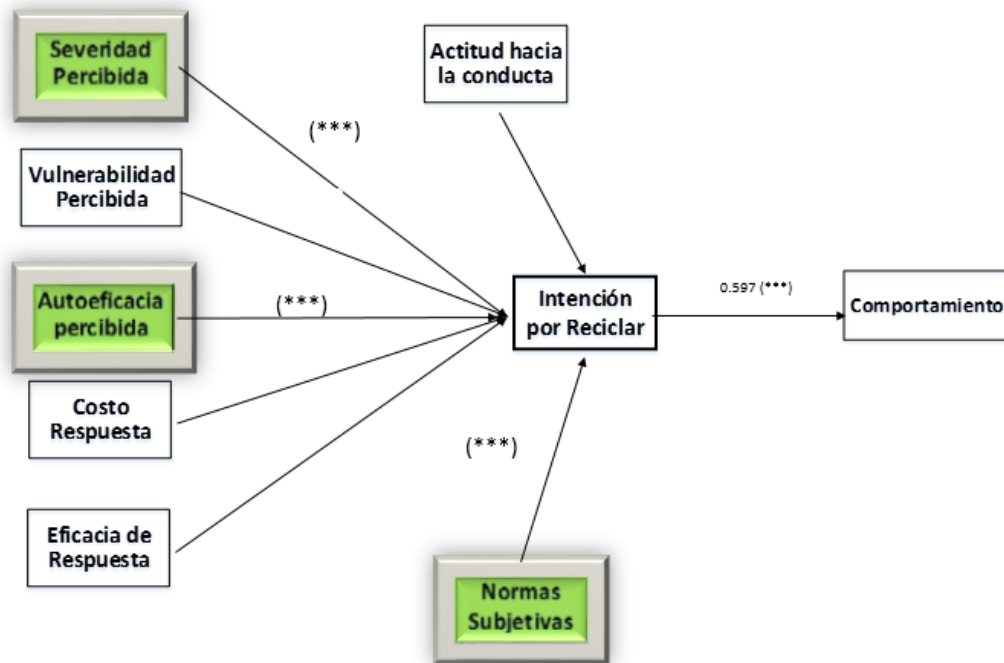 Severidad
Percibida
Actitud hacia
la conducta
(***)
Vulnerabilidad
Percibida
Autoeficacia
percibida
(***)
Intención
por Reciclar
0.597 (***)
Comportamiento
Costo
Respuesta
(***)
Eficacia de
Respuesta
Normas
Subjetivas